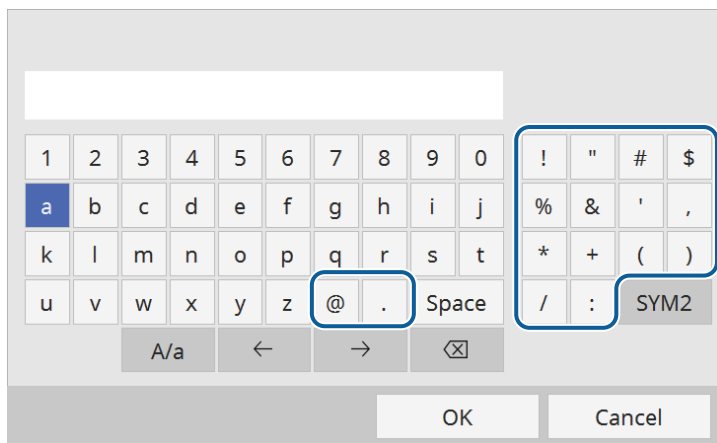 1 2 3 4 5 6 7 8 9 0 ! " # $
a b c d e f g h i j % & ' ,
k l m n o p q r s t * + ( )
u v w x y z @ . Space / : SYM2
A/a ← → ⌫
OK Cancel